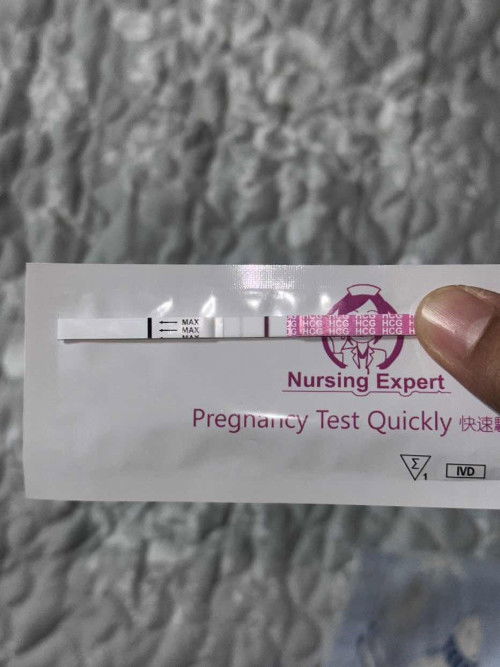 MAX
MAX
MAX
HCG HCG HCG HCG
HCG HCG HCG HCG
Nursing Expert
Pregnancy Test Quickly 快速
Σ
1
IVD